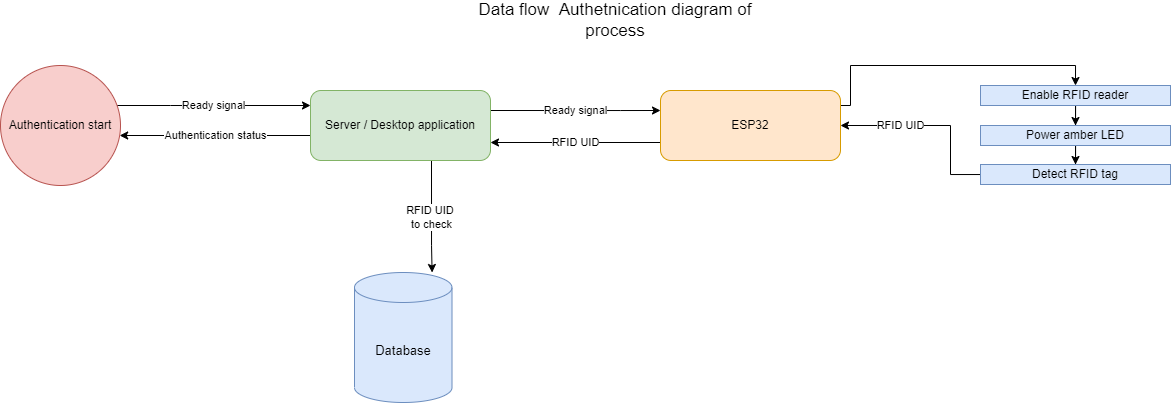 Data flow  Authetnication diagram of
process
Authentication start
Ready signal
Authentication status
Server / Desktop application
Ready signal
RFID UID
ESP32
RFID UID
Enable RFID reader
Power amber LED
Detect RFID tag
RFID UID
to check
Database